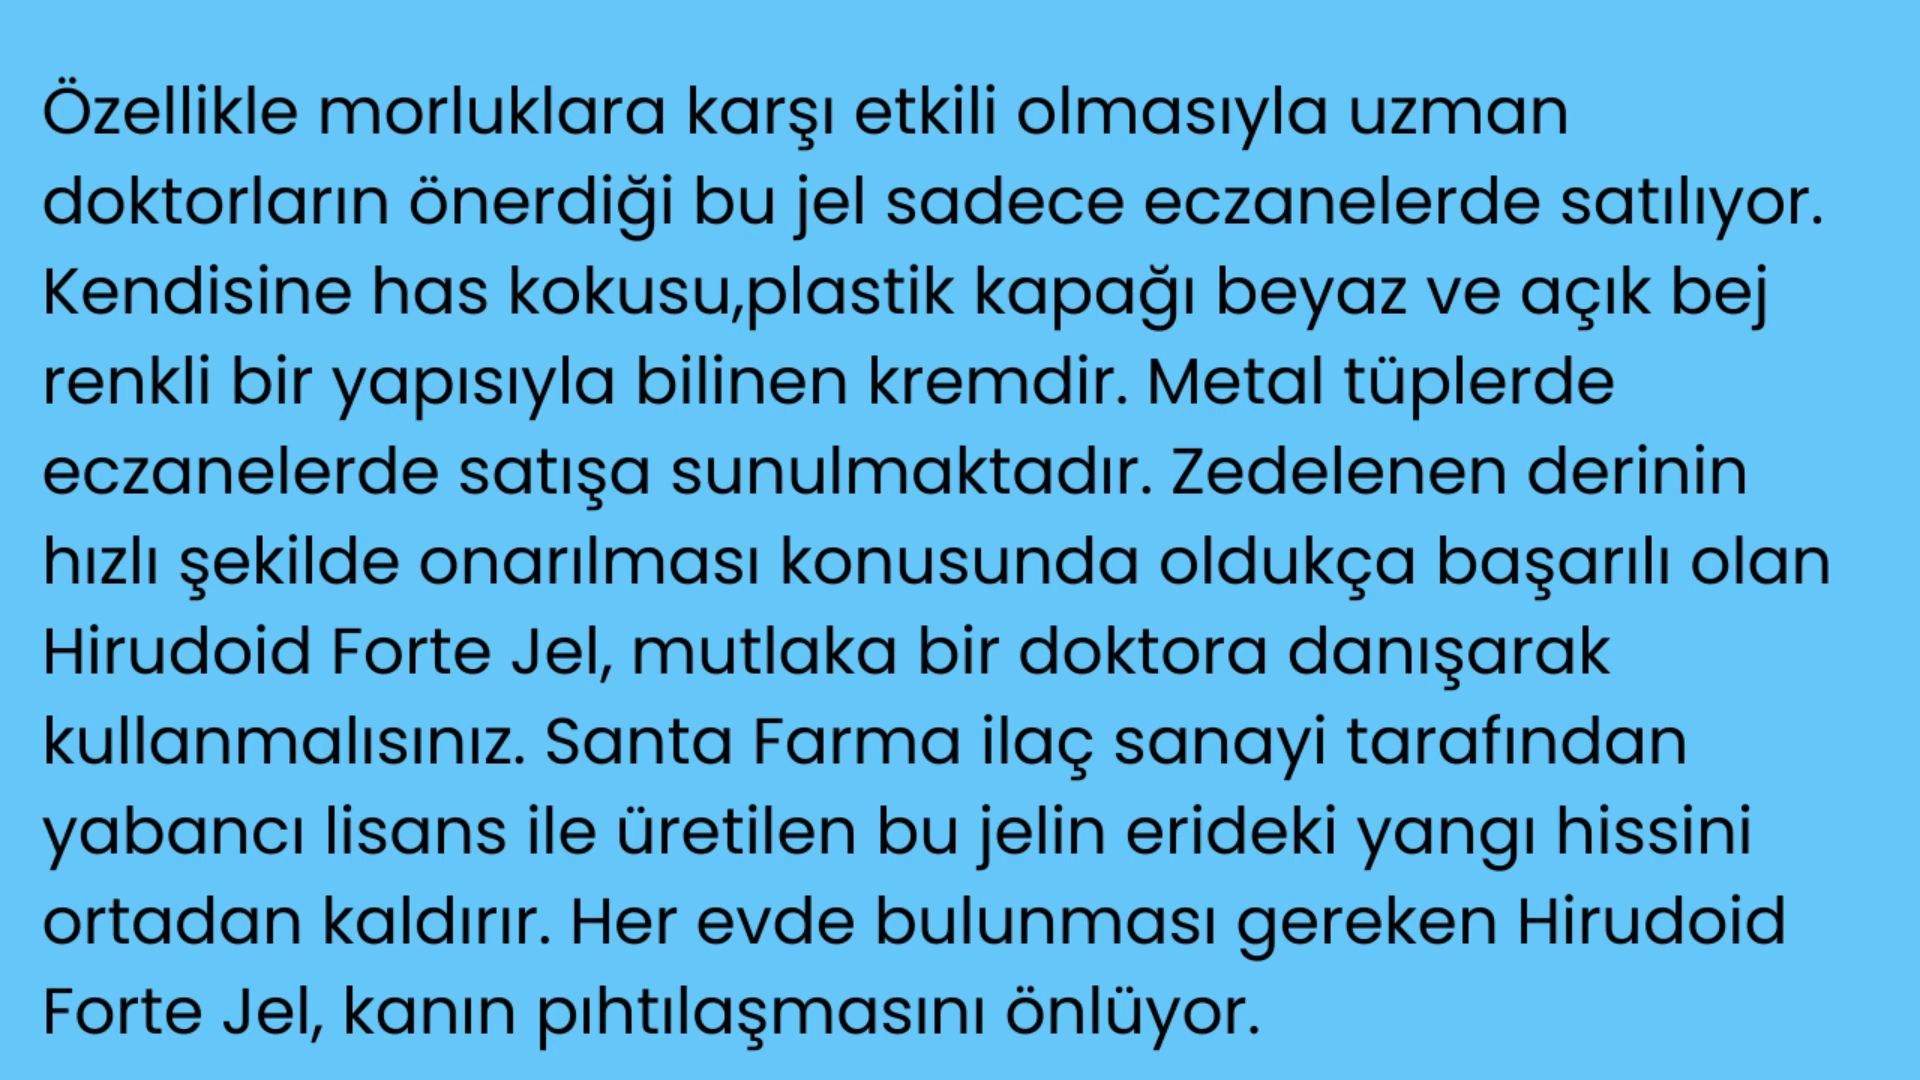 Özellikle morluklara karşı etkili olmasıyla uzman
doktorların önerdiği bu jel sadece eczanelerde satılıyor.
Kendisine has kokusu,plastik kapağı beyaz ve açık bej
renkli bir yapısıyla bilinen kremdir. Metal tüplerde
eczanelerde satışa sunulmaktadır. Zedelenen derinin
hızlı şekilde onarılması konusunda oldukça başarılı olan
Hirudoid Forte Jel, mutlaka bir doktora danışarak
kullanmalısınız. Santa Farma ilaç sanayi tarafından
yabancı lisans ile üretilen bu jelin erideki yangı hissini
ortadan kaldırır. Her evde bulunması gereken Hirudoid
Forte Jel, kanın pıhtılaşmasını önlüyor.